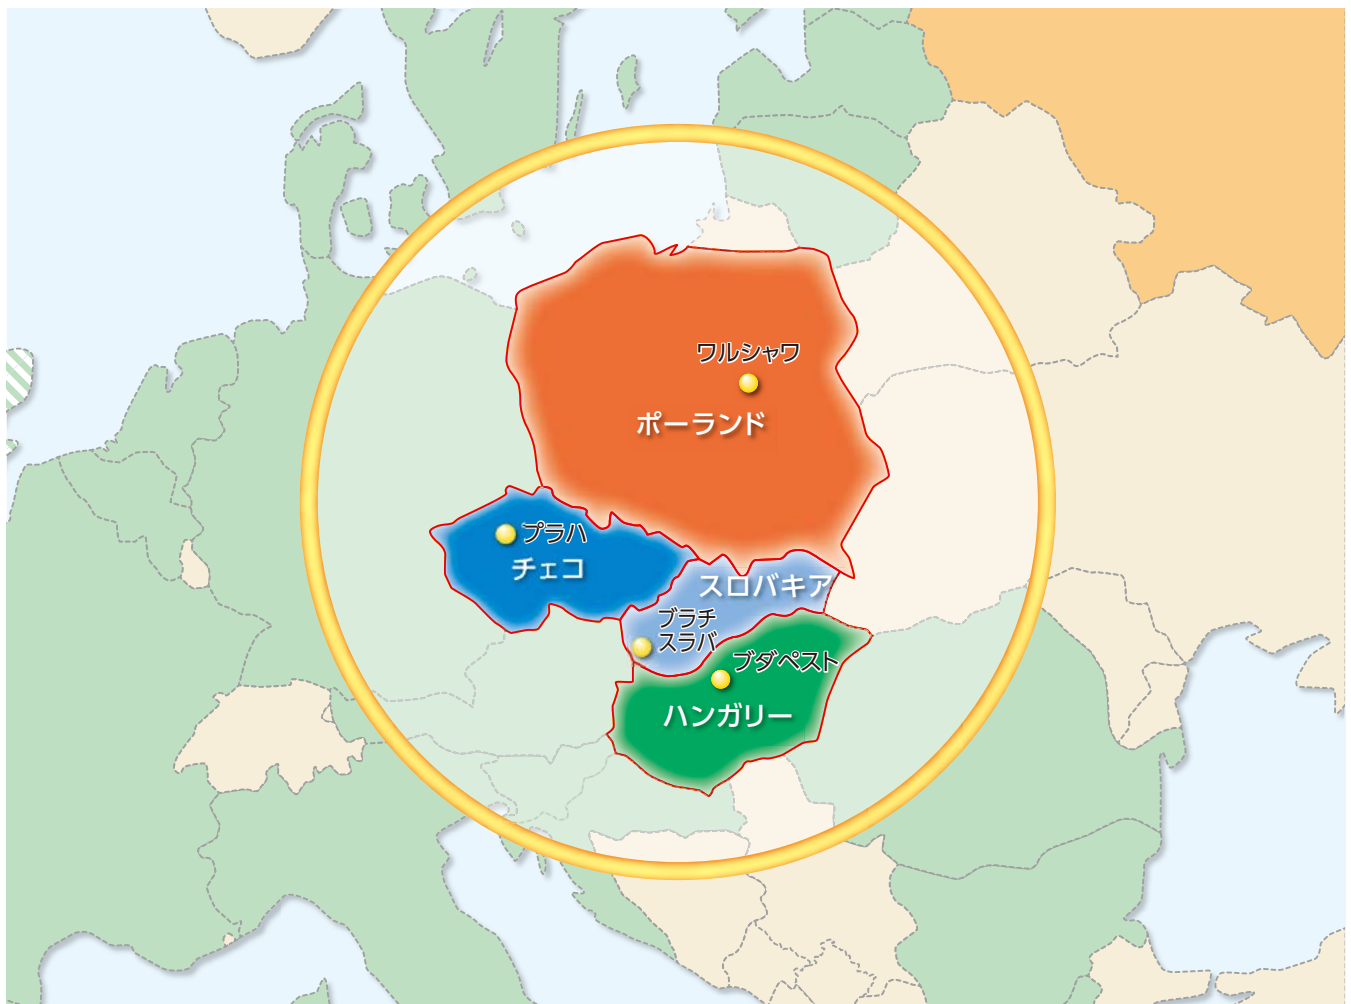 ワルシャワ
ポーランド
プラハ
チェコ
スロバキア
ブラチ
スラバ
ブダペスト
ハンガリー